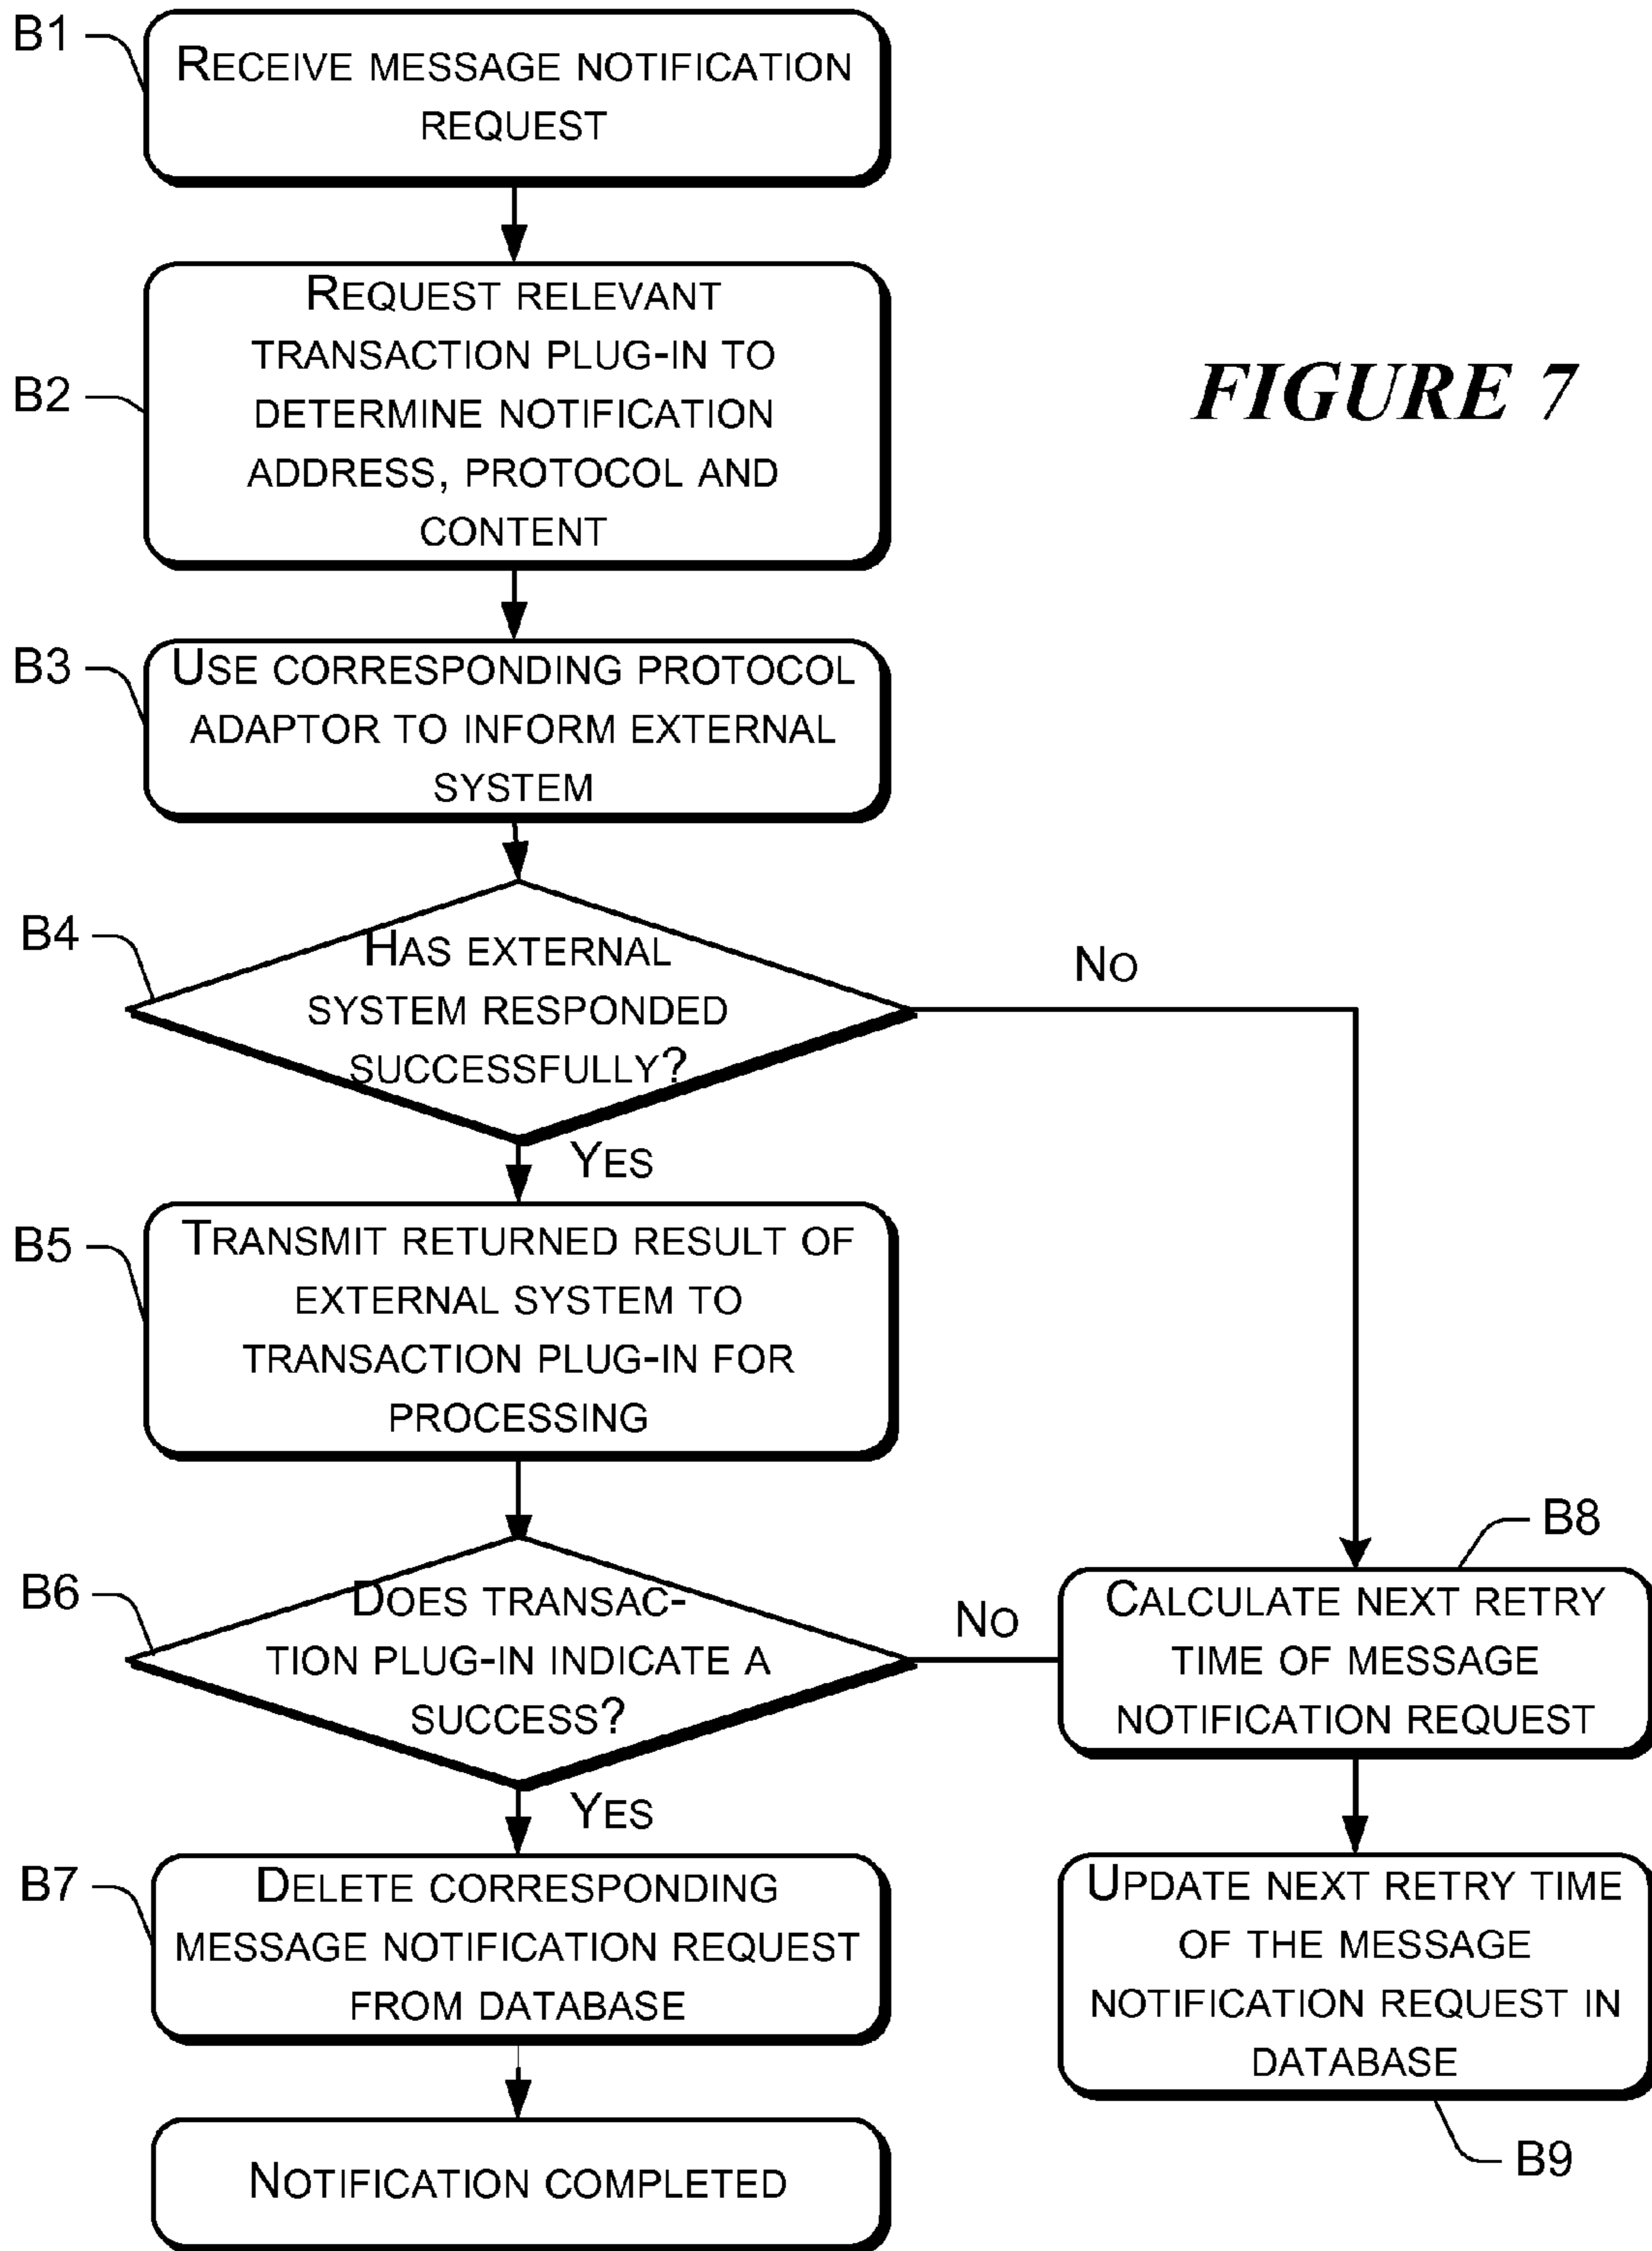 B1
RECEIVE MESSAGE NOTIFICATION
REQUEST
B2
REQUEST RELEVANT
TRANSACTION PLUG-IN TO
DETERMINE NOTIFICATION
ADDRESS, PROTOCOL AND
CONTENT
FIGURE 7
B3
USE CORRESPONDING PROTOCOL
ADAPTOR TO INFORM EXTERNAL
SYSTEM
B4
HAS EXTERNAL
SYSTEM RESPONDED
SUCCESSFULLY?
NO
YES
B5
TRANSMIT RETURNED RESULT OF
EXTERNAL SYSTEM TO
TRANSACTION PLUG-IN FOR
PROCESSING
B6
DOES TRANSAC-
TION PLUG-IN INDICATE A
SUCCESS?
NO
YES
B8
CALCULATE NEXT RETRY
TIME OF MESSAGE
NOTIFICATION REQUEST
B7
DELETE CORRESPONDING
MESSAGE NOTIFICATION REQUEST
FROM DATABASE
UPDATE NEXT RETRY TIME
OF THE MESSAGE
NOTIFICATION REQUEST IN
DATABASE
B9
NOTIFICATION COMPLETED